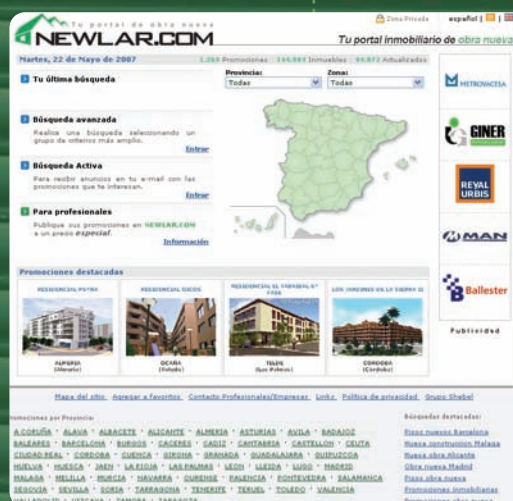 Tu portal de obra nueva
NEWLAR.COM
Zona Privada
español
Tu portal inmobiliario de obra nueva
Martes, 22 de Mayo de 2007
Promociones
Inmuebles
Actualizados
Tu última búsqueda
Provincia:
Zona:
Todas
Todas
Búsqueda avanzada
Realice una búsqueda seleccionando un
grupo de criterios más amplio.
Entrar
Búsqueda Activa
Para recibir anuncios en tu e-mail con las
promociones que te interesan.
Entrar
Para profesionales
Publique sus promociones en NEWLAR.COM
a un precio especial.
Información
METROVACESA
GINER
REYAL
URBIS
MAN
Ballester
Publicidad
Promociones destacadas
RESIDENCIAL
RESIDENCIAL
RESIDENCIAL EL
FASE
LOS JARDINES DE LA SIERRA II
ALMERIA
(Almería)
OCAÑA
(Toledo)
TELDE
(Las Palmas)
CORDOBA
(Córdoba)
Mapa del sitio Agregar a favoritos Contacto Profesionales/Empresas Links Política de privacidad Grupo Shebel
Promociones por Provincia:
A CORUÑA * ALAVA * ALBACETE * ALICANTE * ALMERÍA * ASTURIAS * AVILA * BADAJOZ
BALEARES * BARCELONA * BURGOS * CACERES * CADIZ * CANTABRIA * CASTELLON * CEUTA
CIUDAD REAL * CORDOBA * CUENCA * GIRONA * GRANADA * GUADALAJARA * GUIPUZCOA
HUELVA * HUESCA * JAEN * LA RIOJA * LAS PALMAS * LEON * LLEIDA * LUGO * MADRID
MALAGA * MELILLA * MURCIA * NAVARRA * OURENSE * PALENCIA * PONTEVEDRA * SALAMANCA
SEGOVIA * SEVILLA * SORIA * TARRAGONA * TENERIFE * TERUEL * TOLEDO * VALENCIA
VALLADOLID * VIZCAYA * ZAMORA * ZARAGOZA
Búsquedas destacadas:
Pisos nuevos Barcelona
Nueva construccion Malaga
Nueva obra Alicante
Obra nueva Madrid
Pisos obra nueva
Promociones inmobiliarias